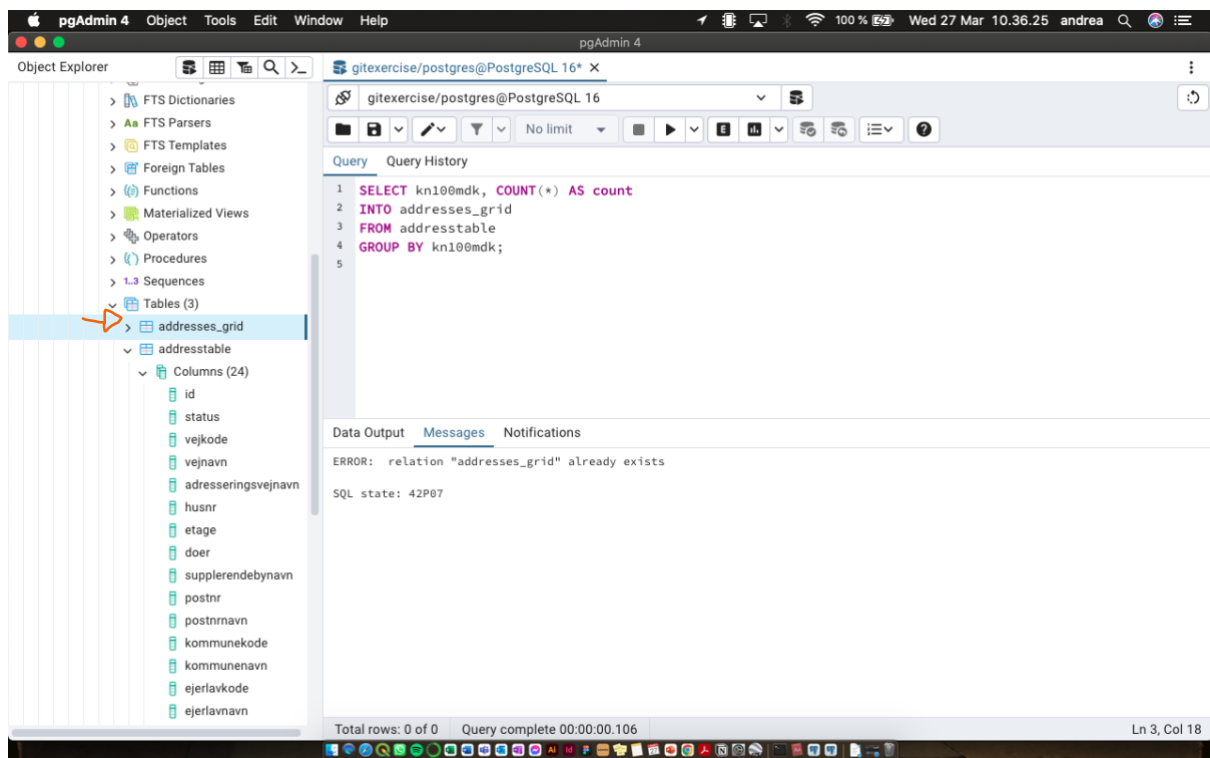 pgAdmin 4 Object Tools Edit Window Help
100 % Wed 27 Mar 10.36.25 andrea
pgAdmin 4
Object Explorer
FTS Dictionaries
Aa FTS Parsers
FTS Templates
Foreign Tables
Functions
Materialized Views
Operators
Procedures
1..3 Sequences
Tables (3)
addresses_grid
addresstable
Columns (24)
id
status
vejkode
vejnavn
adresseringsvejnavn
husnr
etage
doer
supplerendebynavn
postnr
postnrnavn
kommunekode
kommunenavn
ejerlavkode
ejerlavnavn
gitexercise/postgres@PostgreSQL 16*
gitexercise/postgres@PostgreSQL 16
No limit
E
Query Query History
1 SELECT kn100mdk, COUNT(*) AS count
2 INTO addresses_grid
3 FROM addresstable
4 GROUP BY kn100mdk;
5
Data Output Messages Notifications
ERROR: relation "addresses_grid" already exists
SQL state: 42P07
Total rows: 0 of 0 Query complete 00:00:00.106 Ln 3, Col 18